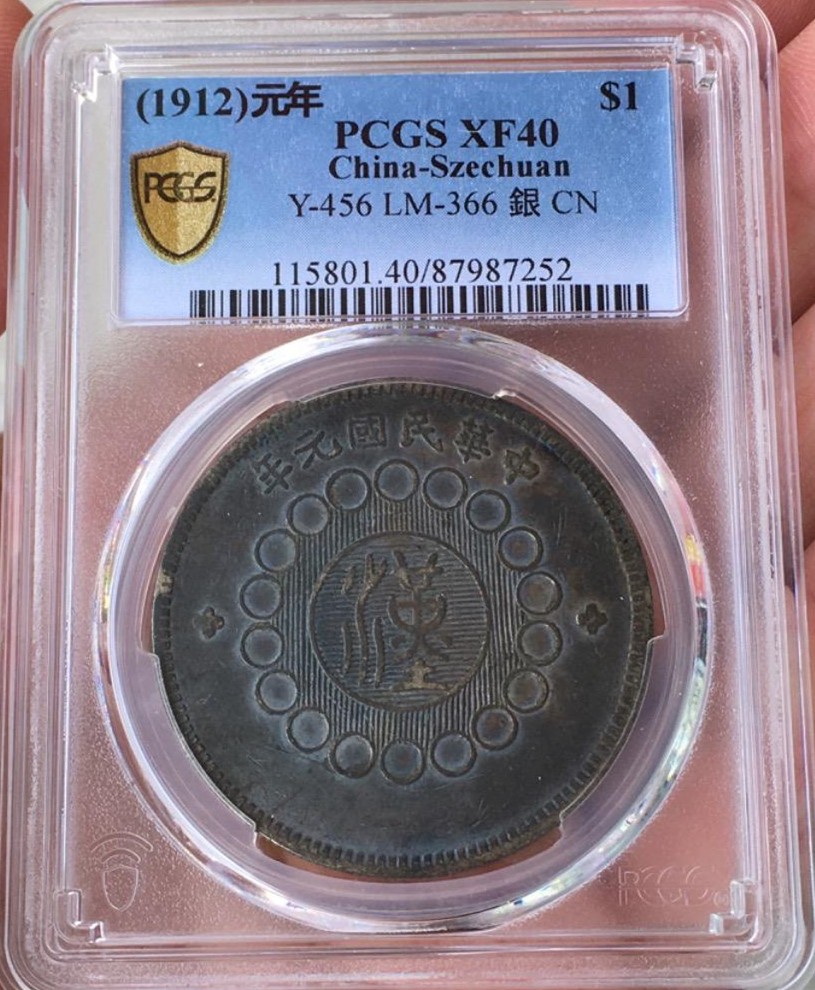 (1912)元年 $1
PCGS XF40
China-Szechuan
PCGS
Y-456 LM-366 銀 CN
115801.40/87987252
年元國民華中
漢
PCGS